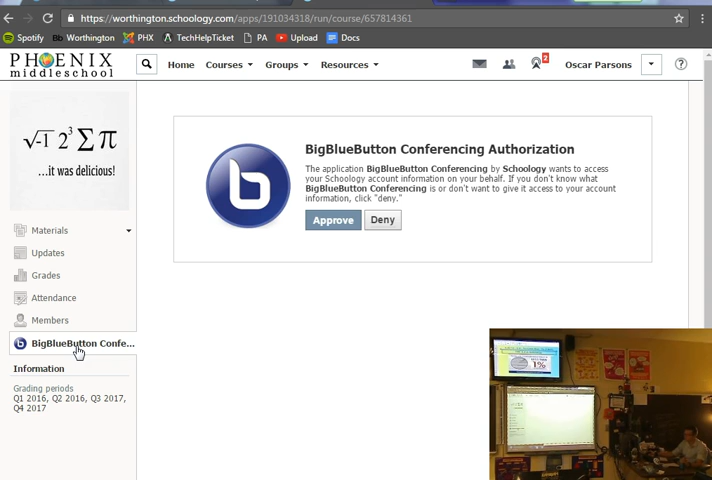 https://worthington.schoology.com/apps/191034318/run/course/657814361
Spotify Worthington PHX TechHelpTicket PA Upload Docs
PHOENIX
middleschool
Home Courses Groups Resources 2 Oscar Parsons ?
√-1 2³ Σ π
...it was delicious!
Materials
Updates
Grades
Attendance
Members
BigBlueButton Confe...
Information
Grading periods
Q1 2016, Q2 2016, Q3 2017,
Q4 2017
b
BigBlueButton Conferencing Authorization
The application BigBlueButton Conferencing by Schoology wants to access
your Schoology account information on your behalf. If you don't know what
BigBlueButton Conferencing is or don't want to give it access to your account
information, click "deny."
Approve Deny
1%